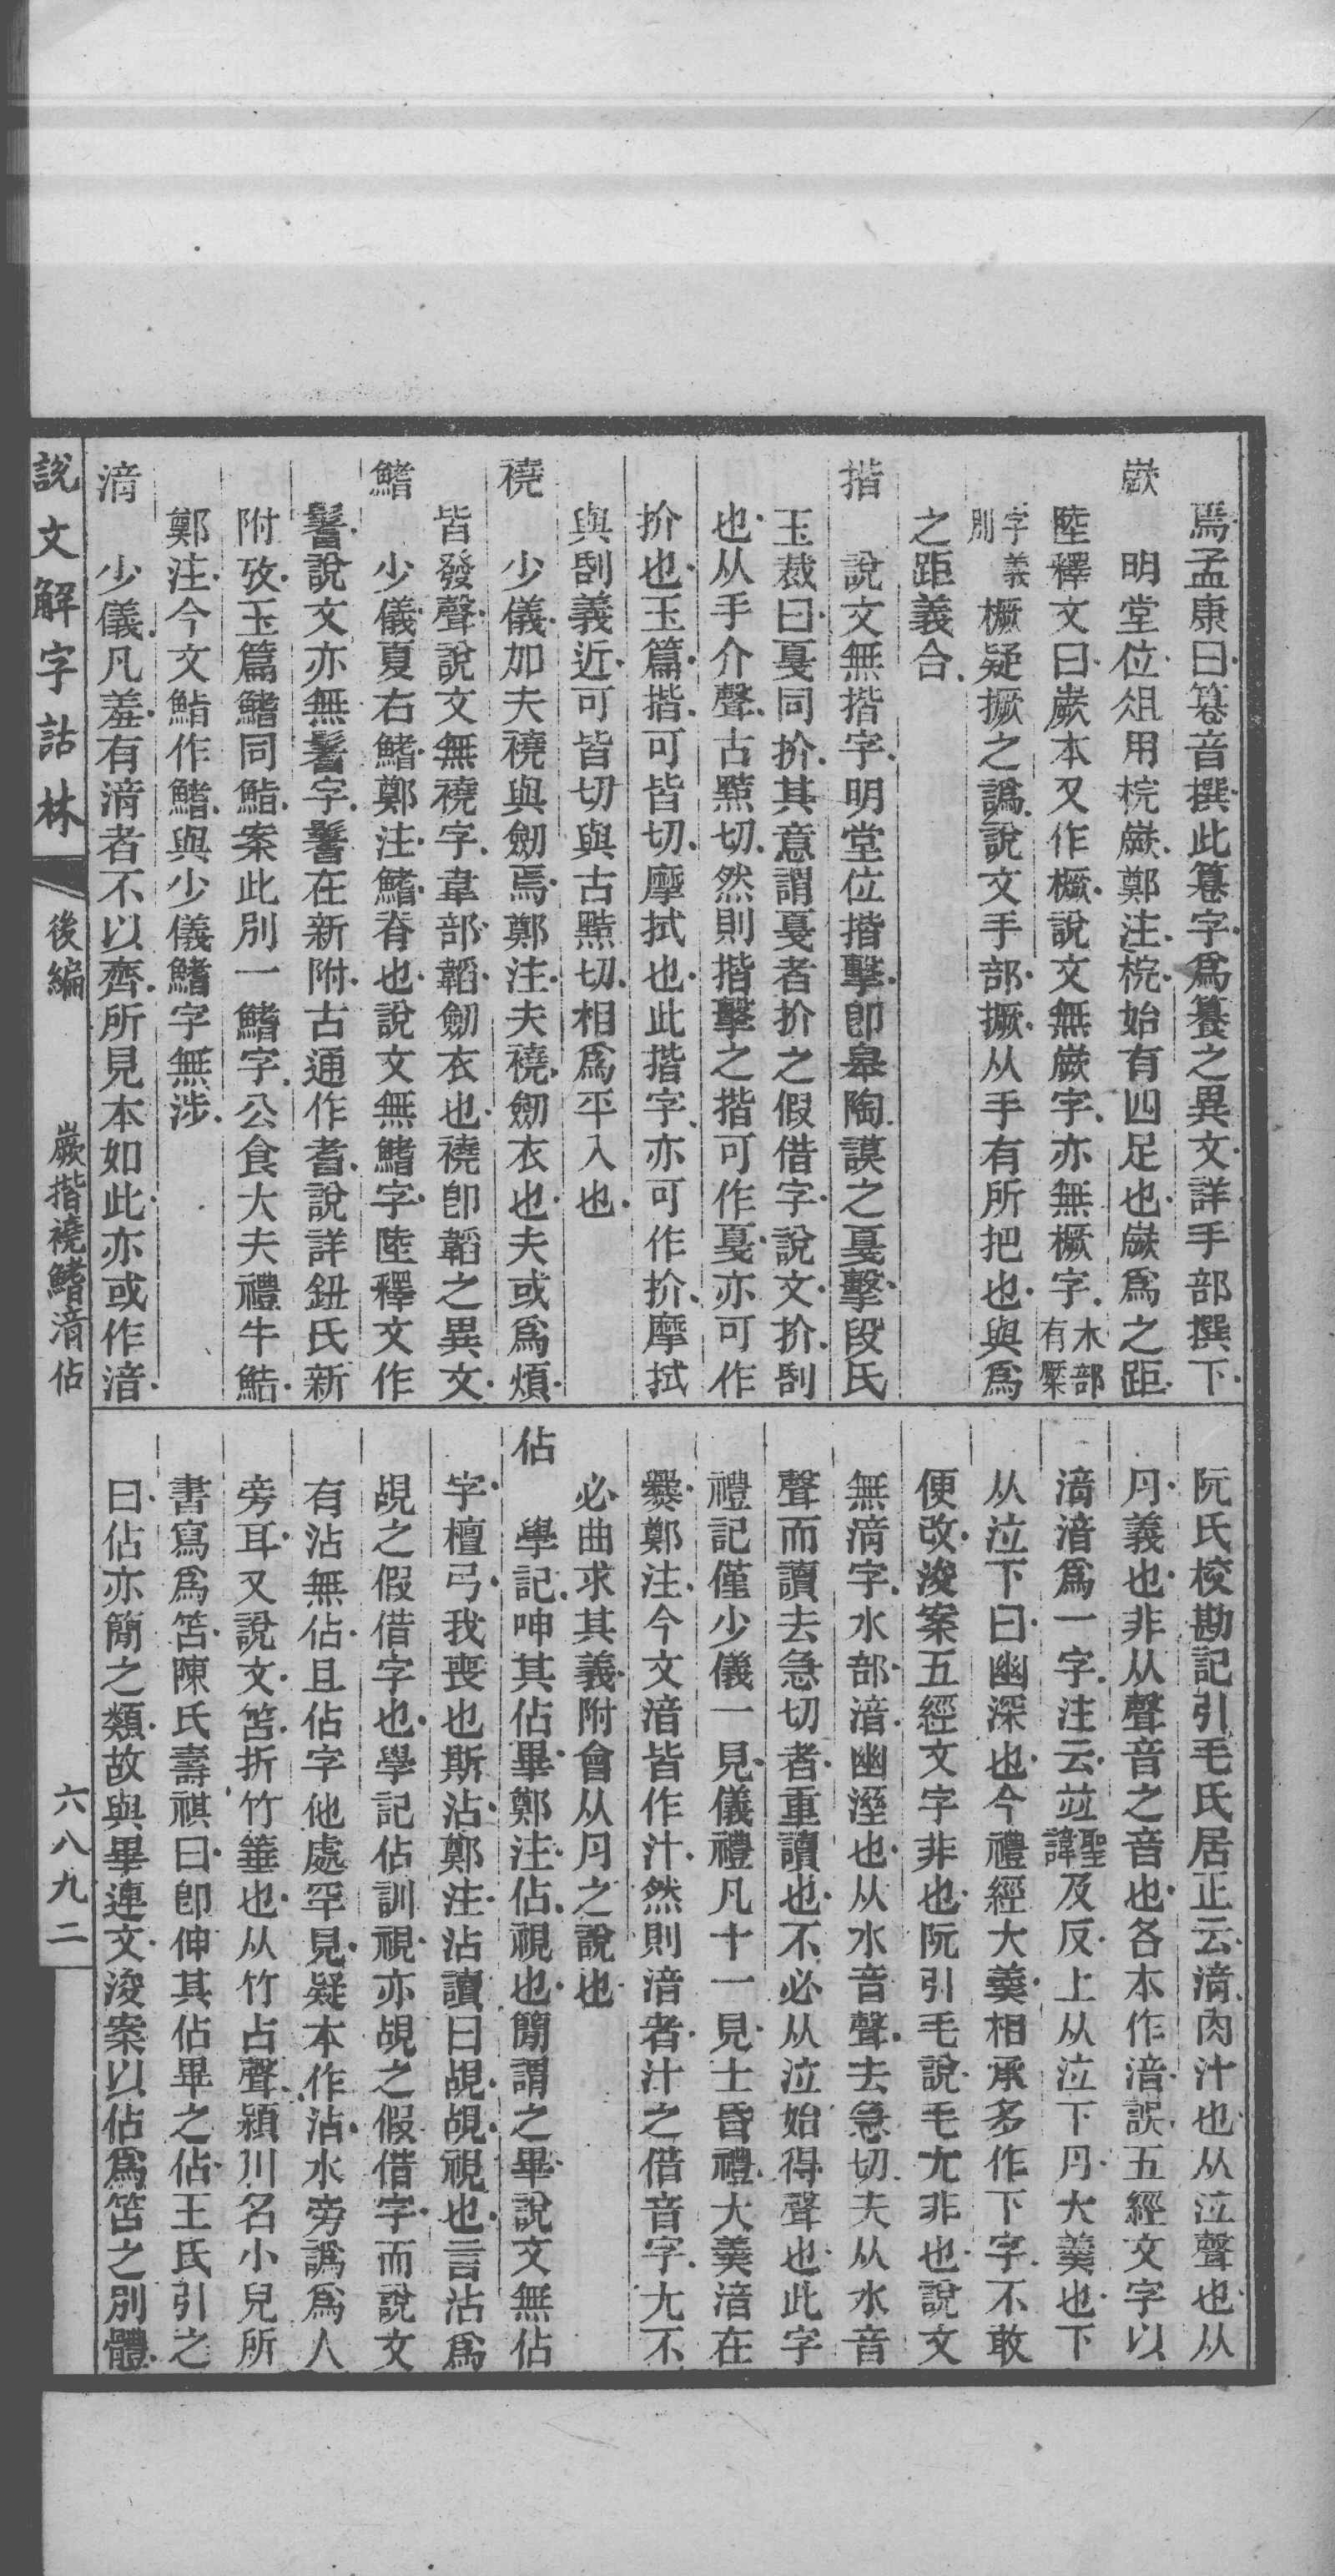 焉孟康曰篹音撰此篹字爲籑之異文詳手部撰下
嶡
明堂位俎用梡嶡鄭注梡始有四足也嶡爲之距
陸釋文曰嶡本又作橛說文無嶡字亦無橛字木部有橜
字義則橛疑撅之譌說文手部撅从手有所把也與爲
之距義合
揩
說文無揩字明堂位揩擊卽皋陶謨之戛擊段氏
玉裁曰戛同扴其意謂戛者扴之假借字說文扴刮
也从手介聲古黠切然則揩擊之揩可作戛亦可作
扴也玉篇揩可皆切摩拭也此揩字亦可作扴摩拭
與刮義近可皆切與古黠切相爲平入也
襓
少儀加夫襓與劒焉鄭注夫襓劒衣也夫或爲煩
皆發聲說文無襓字韋部韜劒衣也襓卽韜之異文
鰭
少儀夏右鰭鄭注鰭脊也說文無鰭字陸釋文作
鬐說文亦無鬐字鬐在新附古通作耆說詳鈕氏新
附攷玉篇鰭同鮨案此別一鰭字公食大夫禮牛鮨
鄭注今文鮨作鰭與少儀鰭字無涉
湇
少儀凡羞有湇者不以齊所見本如此亦或作湆
阮氏校勘記引毛氏居正云湇肉汁也从泣聲也从
丹義也非从聲音之音也各本作湆誤五經文字以
湇湆爲一字注云竝聖諱及反上从泣下丹大羹也下
从泣下曰幽深也今禮經大羹相承多作下字不敢
便改浚案五經文字非也阮引毛說毛尤非也說文
無湇字水部湆幽溼也从水音聲去急切夫从水音
聲而讀去急切者重讀也不必从泣始得聲也此字
禮記僅少儀一見儀禮凡十一見士昏禮大羹湆在
爨鄭注今文湆皆作汁然則湆者汁之借音字尤不
必曲求其義附會从丹之說也
佔
學記呻其佔畢鄭注佔視也簡謂之畢說文無佔
字檀弓我喪也斯沾鄭注沾讀曰覘覘視也言沾爲
覘之假借字也學記佔訓視亦覘之假借字而說文
有沾無佔且佔字他處罕見疑本作沾水旁譌爲人
旁耳又說文笘折竹箠也从竹占聲潁川名小兒所
書寫爲笘陳氏壽祺曰卽伸其佔畢之佔王氏引之
曰佔亦簡之類故與畢連文浚案以佔爲笘之別體
說文解字詁林
後編
嶡揩襓鰭湆佔
六八九二